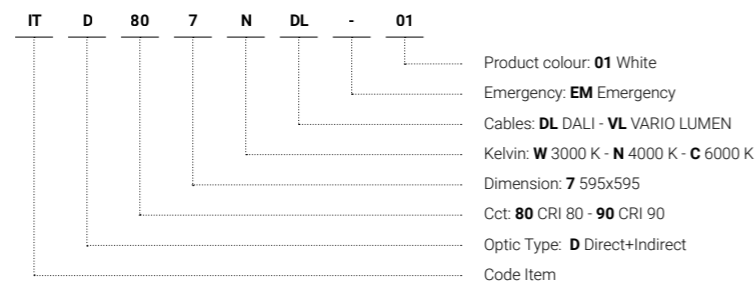 IT D 80 7 N DL - 01
Product colour: 01 White
Emergency: EM Emergency
Cables: DL DALI - VL VARIO LUMEN
Kelvin: W 3000 K - N 4000 K - C 6000 K
Dimension: 7 595x595
Cct: 80 CRI 80 - 90 CRI 90
Optic Type: D Direct+Indirect
Code Item